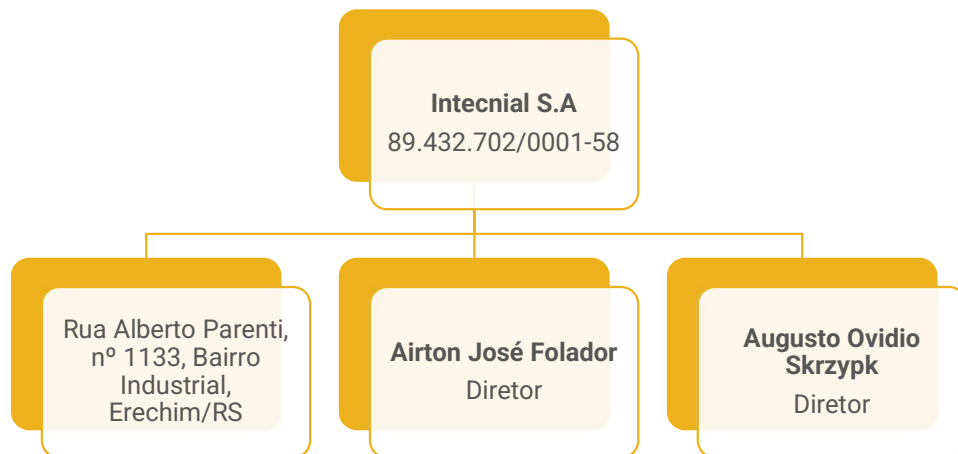 Intecnial S.A
89.432.702/0001-58
Rua Alberto Parenti,
nº 1133, Bairro
Industrial,
Erechim/RS
Airton José Folador
Diretor
Augusto Ovidio
Skrzypk
Diretor